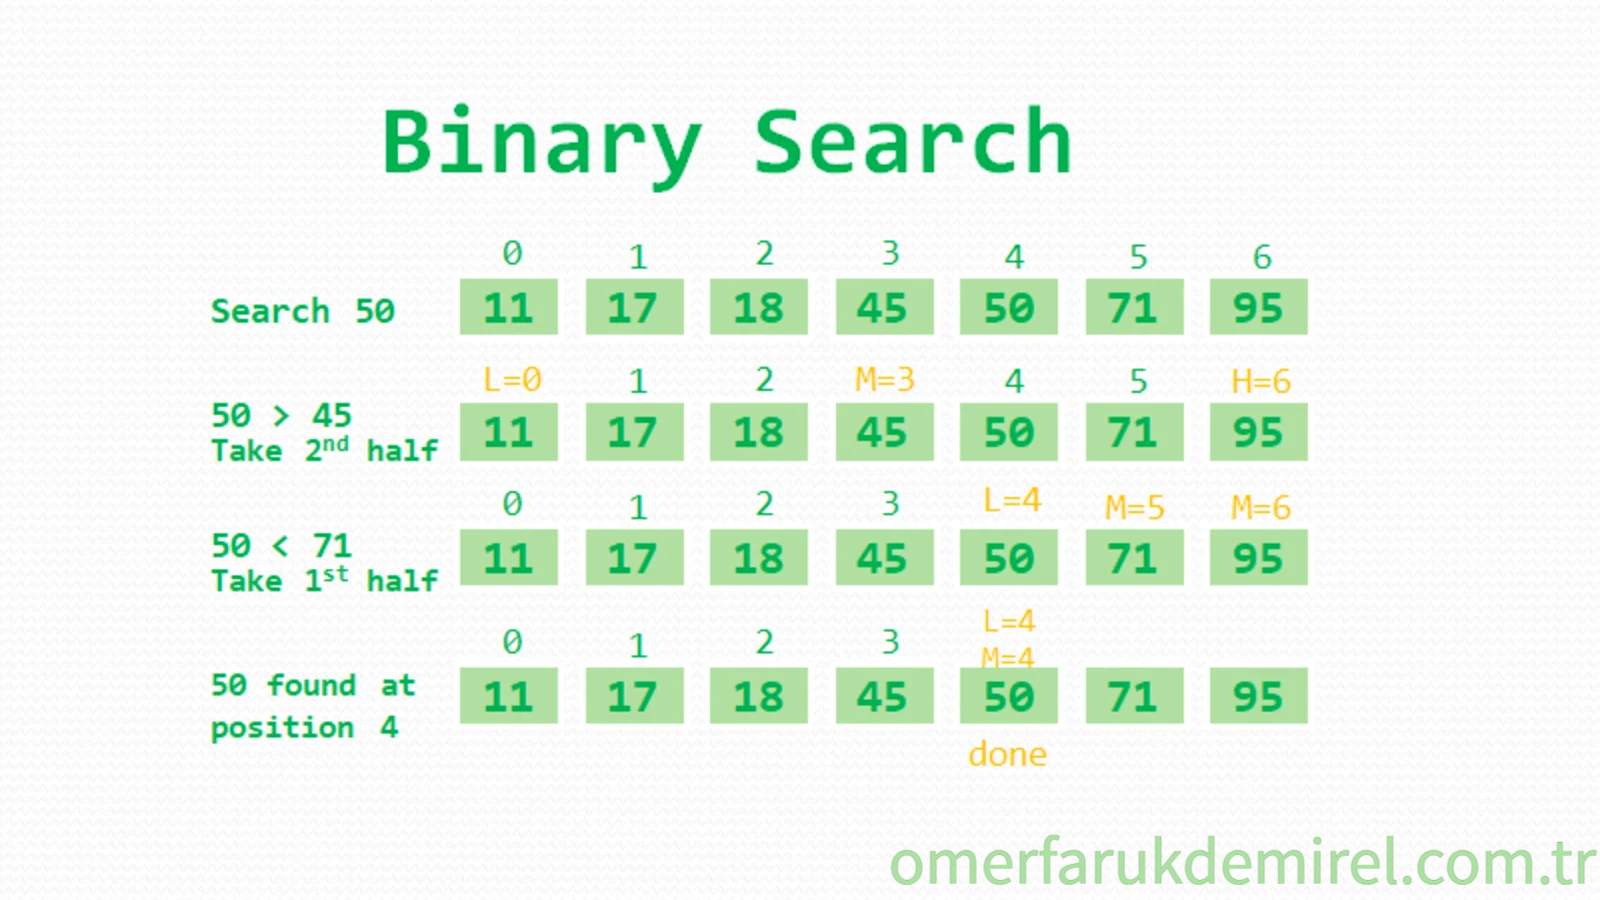 Binary Search
0 1 2 3 4 5 6
Search 50 11 17 18 45 50 71 95
L=0 1 2 M=3 4 5 H=6
50 > 45
Take 2nd half 11 17 18 45 50 71 95
0 1 2 3 L=4 M=5 M=6
50 < 71
Take 1st half 11 17 18 45 50 71 95
L=4
0 1 2 3 M=4
50 found at
position 4 11 17 18 45 50 71 95
done
omerfarukdemirel.com.tr